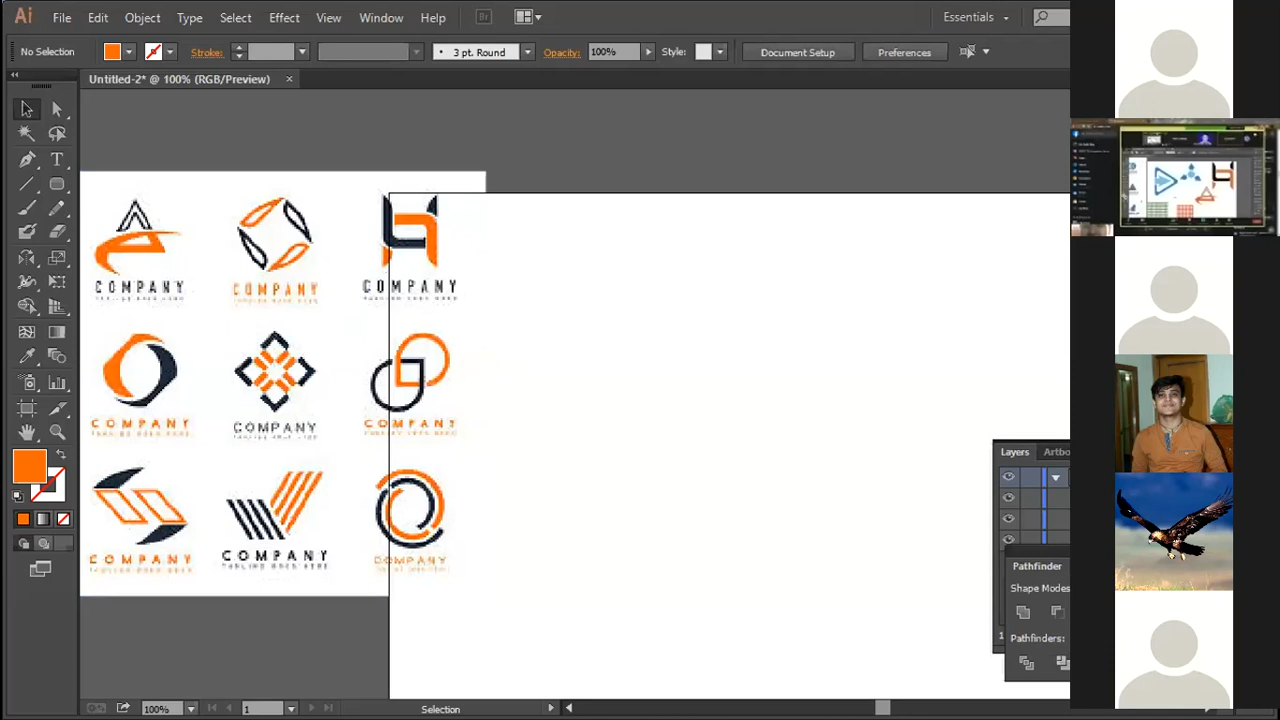 Ai File Edit Object Type Select Effect View Window Help Br Essentials
No Selection Stroke: 3 pt. Round Opacity: 100% Style: Document Setup Preferences
Untitled-2* @ 100% (RGB/Preview) ×
COMPANY COMPANY COMPANY
COMPANY COMPANY COMPANY
COMPANY COMPANY COMPANY
Layers Artbo
Pathfinder
Shape Modes
Pathfinders:
100% 1 Selection